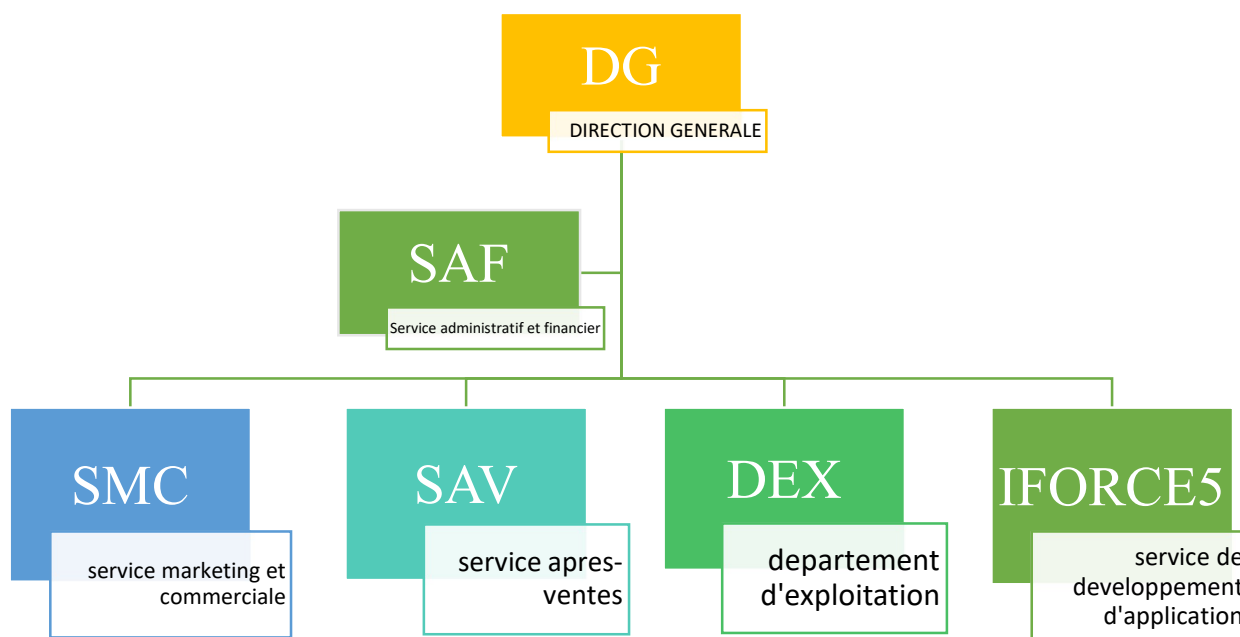 DG
DIRECTION GENERALE
SAF
Service administratif et financier
SMC
service marketing et
commerciale
SAV
service apres-
ventes
DEX
departement
d'exploitation
IFORCE5
service de
developpement
d'application